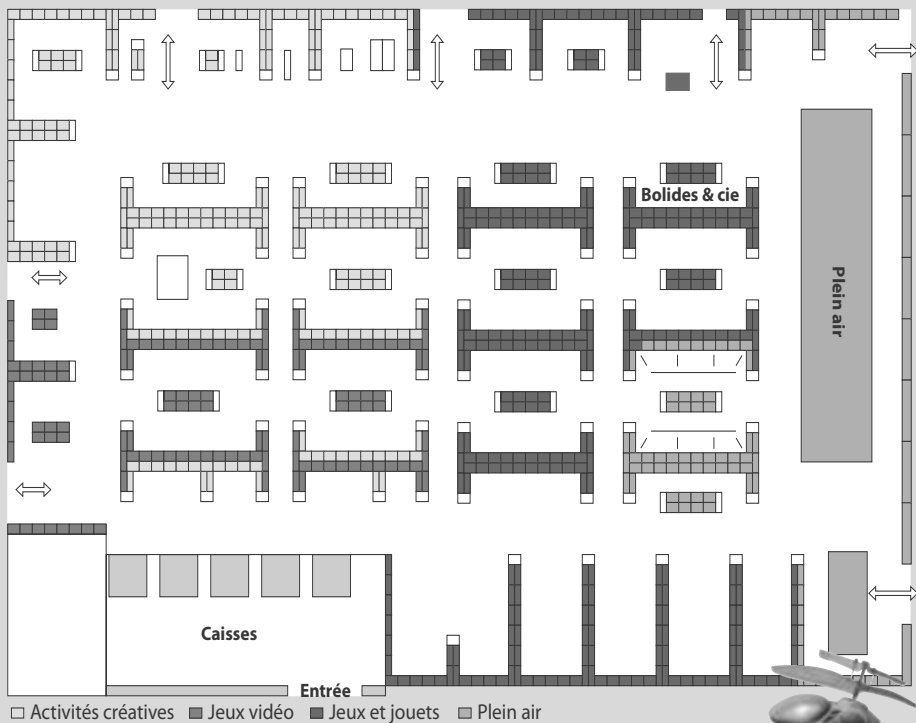 Bolides & cie
Plein air
Caisses
Entrée
Activités créatives Jeux vidéo Jeux et jouets Plein air